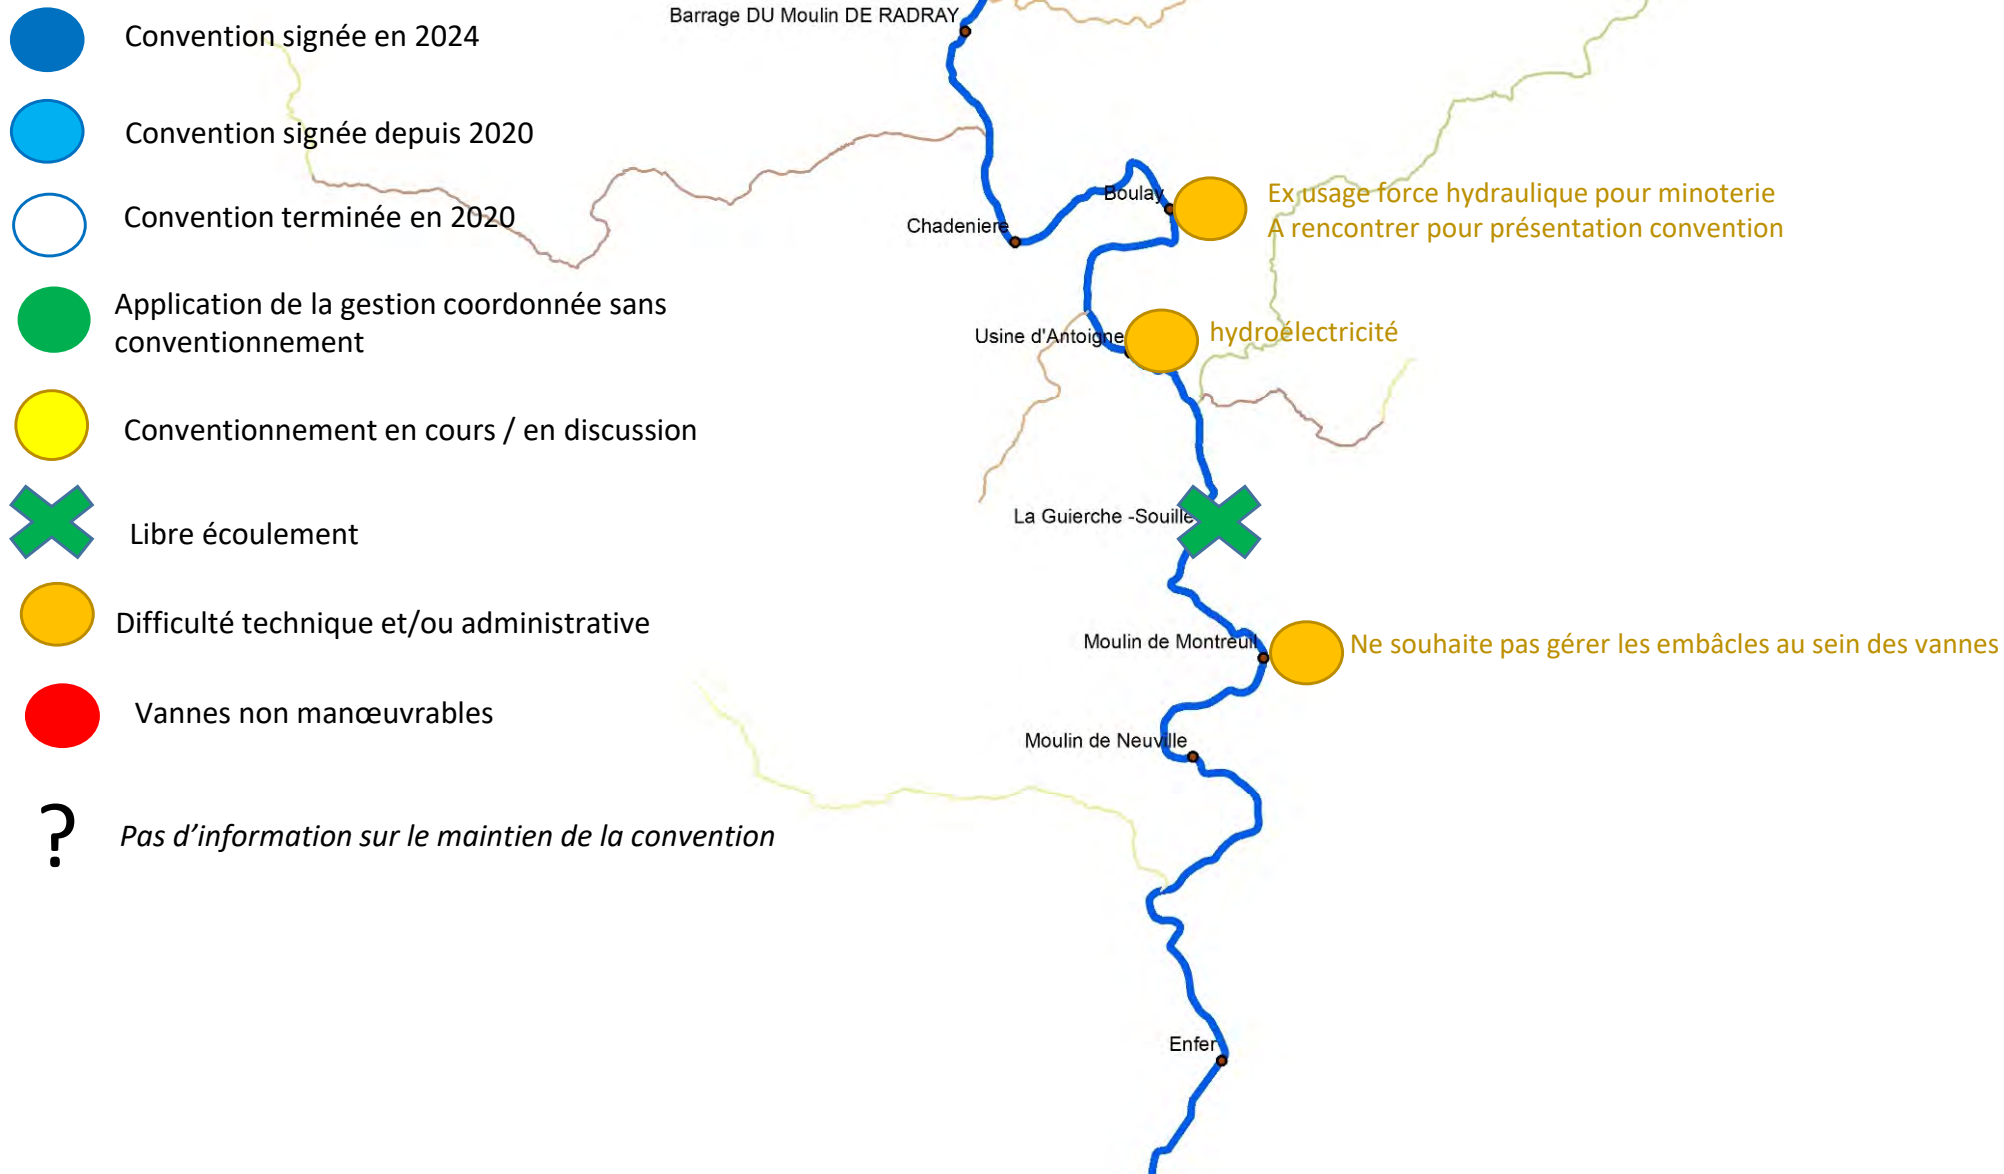 Convention signée en 2024
Convention signée depuis 2020
Convention terminée en 2020
Application de la gestion coordonnée sans
conventionnement
Conventionnement en cours / en discussion
Libre écoulement
Difficulté technique et/ou administrative
Vannes non manœuvrables
?
Pas d’information sur le maintien de la convention
Barrage DU Moulin DE RADRAY
Boulay
Ex usage force hydraulique pour minoterie
A rencontrer pour présentation convention
Chadeniere
Usine d'Antoigne
hydroélectricité
La Guierche -Souille
Moulin de Montreuil
Ne souhaite pas gérer les embâcles au sein des vannes
Moulin de Neuville
Enfer